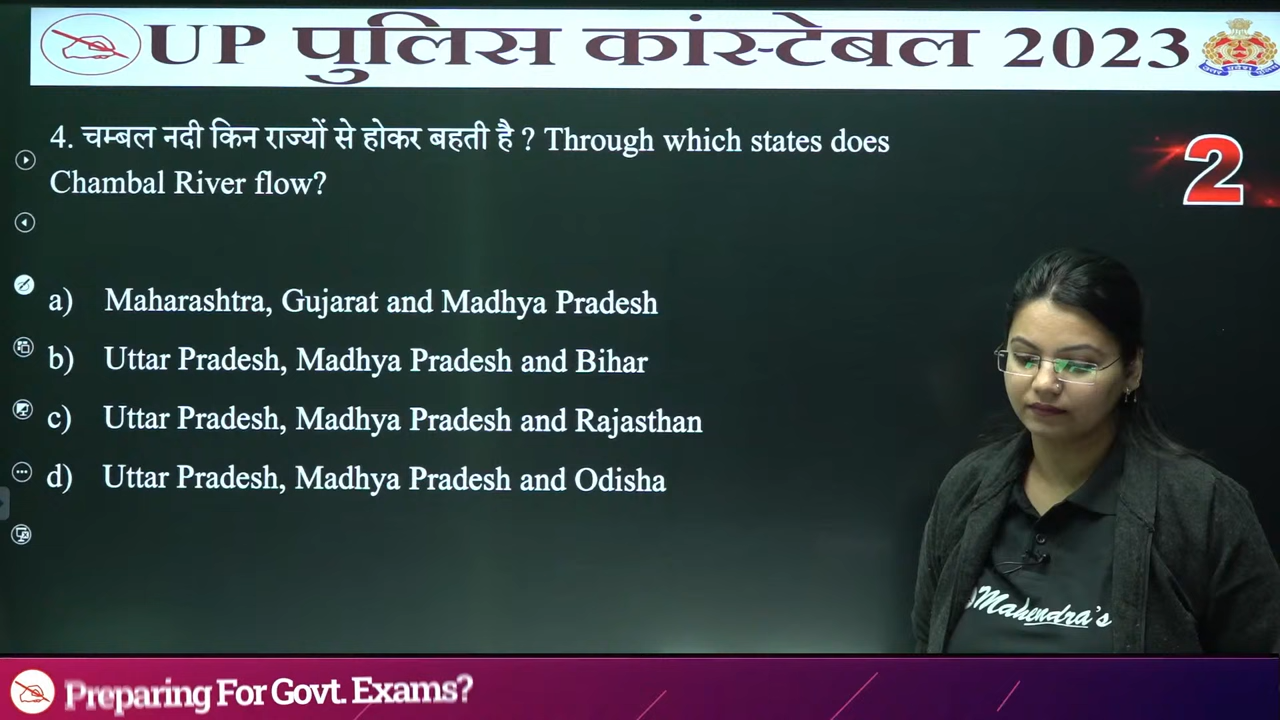 UP पुलिस कांस्टेबल 2023
4. चम्बल नदी किन राज्यों से होकर बहती है ? Through which states does
Chambal River flow?
2
a) Maharashtra, Gujarat and Madhya Pradesh
b) Uttar Pradesh, Madhya Pradesh and Bihar
c) Uttar Pradesh, Madhya Pradesh and Rajasthan
d) Uttar Pradesh, Madhya Pradesh and Odisha
Mahendra's
Preparing For Govt. Exams?